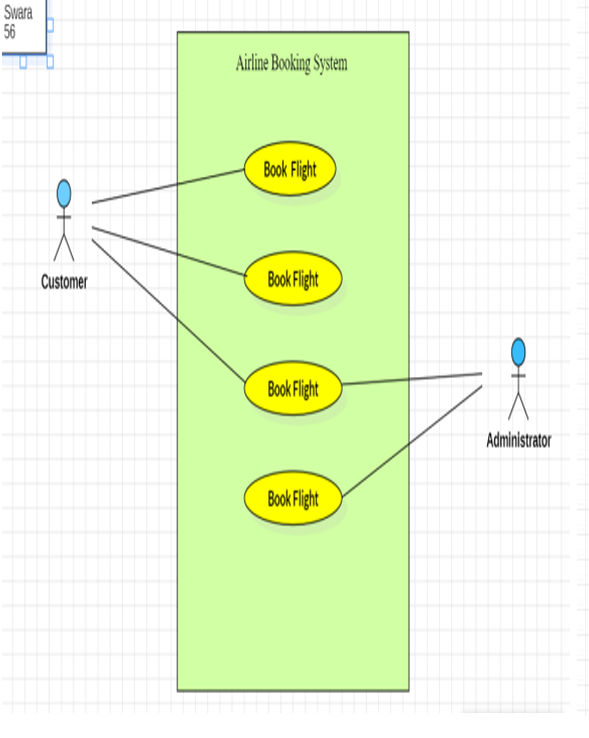 Swara
56
Airline Booking System
Book Flight
Customer
Book Flight
Book Flight
Administrator
Book Flight